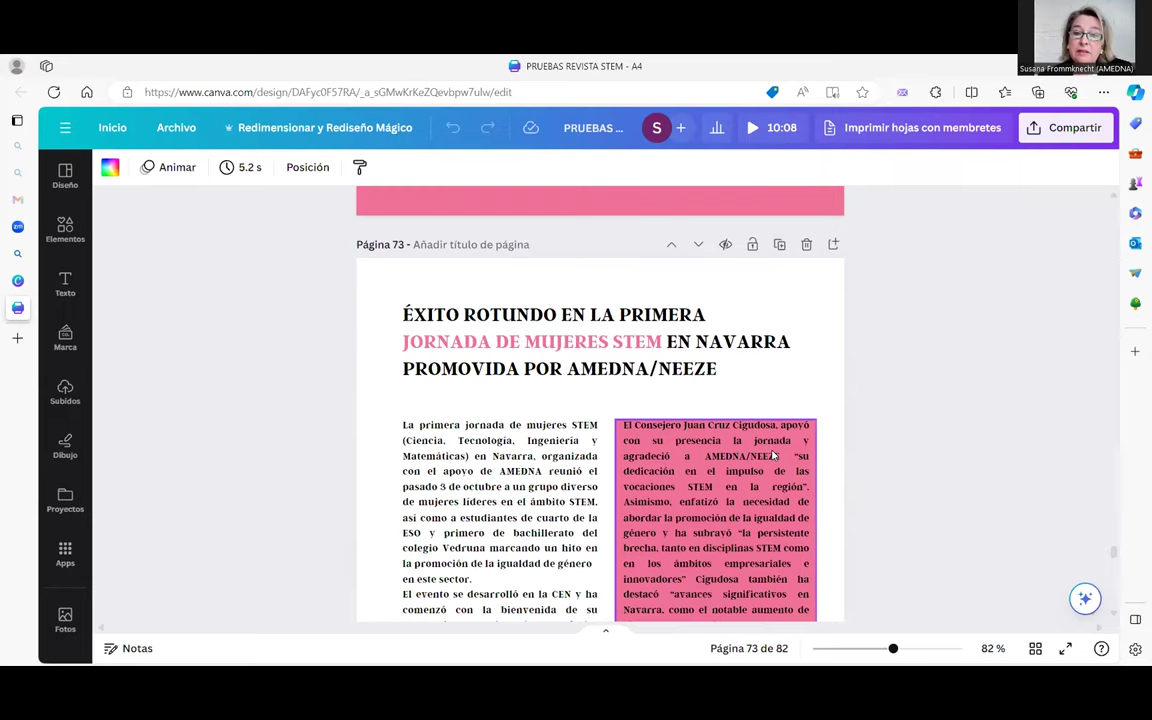 Susana Frommknecht (AMEDNA)
PRUEBAS REVISTA STEM - A4
https://www.canva.com/design/DAFyc0F57RA/_a_sGMwKrKeZQevbpw7ulw/edit
Inicio
Archivo
Redimensionar y Rediseño Mágico
PRUEBAS ...
S
10:08
Imprimir hojas con membretes
Compartir
Animar
5.2 s
Posición
Diseño
Elementos
Texto
Marca
Subidos
Dibujo
Proyectos
Apps
Fotos
Página 73 - Añadir título de página
ÉXITO ROTUNDO EN LA PRIMERA
JORNADA DE MUJERES STEM EN NAVARRA
PROMOVIDA POR AMEDNA/NEEZE
La primera jornada de mujeres STEM
(Ciencia, Tecnología, Ingeniería y
Matemáticas) en Navarra, organizada
con el apoyo de AMEDNA reunió el
pasado 3 de octubre a un grupo diverso
de mujeres líderes en el ámbito STEM,
así como a estudiantes de cuarto de la
ESO y primero de bachillerato del
colegio Vedruna marcando un hito en
la promoción de la igualdad de género
en este sector.
El evento se desarrolló en la CEN y ha
comenzó con la bienvenida de su
El Consejero Juan Cruz Cigudosa, apoyó
con su presencia la jornada y
agradeció a AMEDNA/NEEZE “su
dedicación en el impulso de las
vocaciones STEM en la región”.
Asimismo, enfatizó la necesidad de
abordar la promoción de la igualdad de
género y ha subrayó “la persistente
brecha, tanto en disciplinas STEM como
en los ámbitos empresariales e
innovadores” Cigudosa también ha
destacó “avances significativos en
Navarra, como el notable aumento de
Notas
Página 73 de 82
82 %